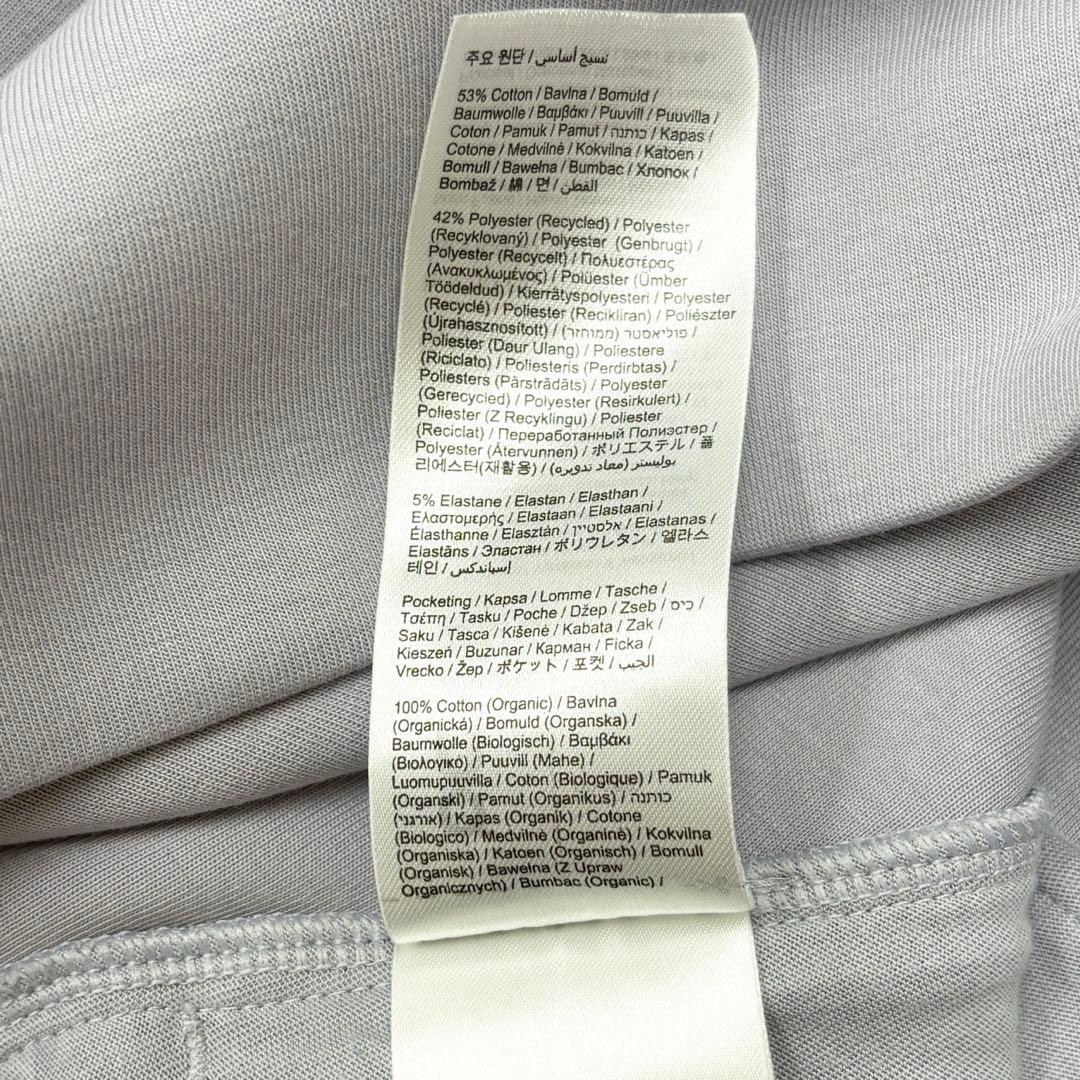 주요 원단 / نسيج أساسي
53% Cotton / Bavlna / Bomuld /
Baumwolle / Βαμβάκι / Puuvill / Puuvilla /
Coton / Pamuk / Pamut / כותנה / Kapas /
Cotone / Medvilnė / Kokvilna / Katoen /
Bomull / Bawełna / Bumbac / Хлопок /
Bombaž / 綿 / 면 / القطن
42% Polyester (Recycled) / Polyester
(Recyklovaný) / Polyester (Genbrugt) /
Polyester (Recycelt) / Πολυεστέρας
(Ανακυκλωμένος) / Polüester (Ümber
Töödeldud) / Kierrätyspolyesteri / Polyester
(Recyclé) / Poliester (Recikliran) / Poliészter
(Újrahasznosított) / פוליאסטר (ממוחזר) /
Poliester (Daur Ulang) / Poliestere
(Riciclato) / Poliesteris (Perdirbtas) /
Poliesters (Pārstrādāts) / Polyester
(Gerecycled) / Polyester (Resirkulert) /
Poliester (Z Recyklingu) / Poliester
(Reciclat) / Переработанный Полиэстер /
Polyester (Återvunnen) / ポリエステル / 폴
리에스터(재활용) / بوليستر (معاد تدويره)
5% Elastane / Elastan / Elasthan /
Ελαστομερής / Elastaan / Elastaani /
Élasthanne / Elasztán / אלסטיין / Elastanas /
Elastāns / Эластан / ポリウレタン / 엘라스
테인 / إسباندكس
Pocketing / Kapsa / Lomme / Tasche /
Τσέπη / Tasku / Poche / Džep / Zseb / כיס /
Saku / Tasca / Kišenė / Kabata / Zak /
Kieszeń / Buzunar / Карман / Ficka /
Vrecko / Žep / ポケット / 포켓 / الجيب
100% Cotton (Organic) / Bavlna
(Organická) / Bomuld (Organska) /
Baumwolle (Biologisch) / Βαμβάκι
(Βιολογικό) / Puuvill (Mahe) /
Luomupuuvilla / Coton (Biologique) / Pamuk
(Organski) / Pamut (Organikus) / כותנה
(אורגני) / Kapas (Organik) / Cotone
(Biologico) / Medvilnė (Organinė) / Kokvilna
(Organiska) / Katoen (Organisch) / Bomull
(Organisk) / Bawełna (Z Upraw
Organicznych) / Bumbac (Organic) /